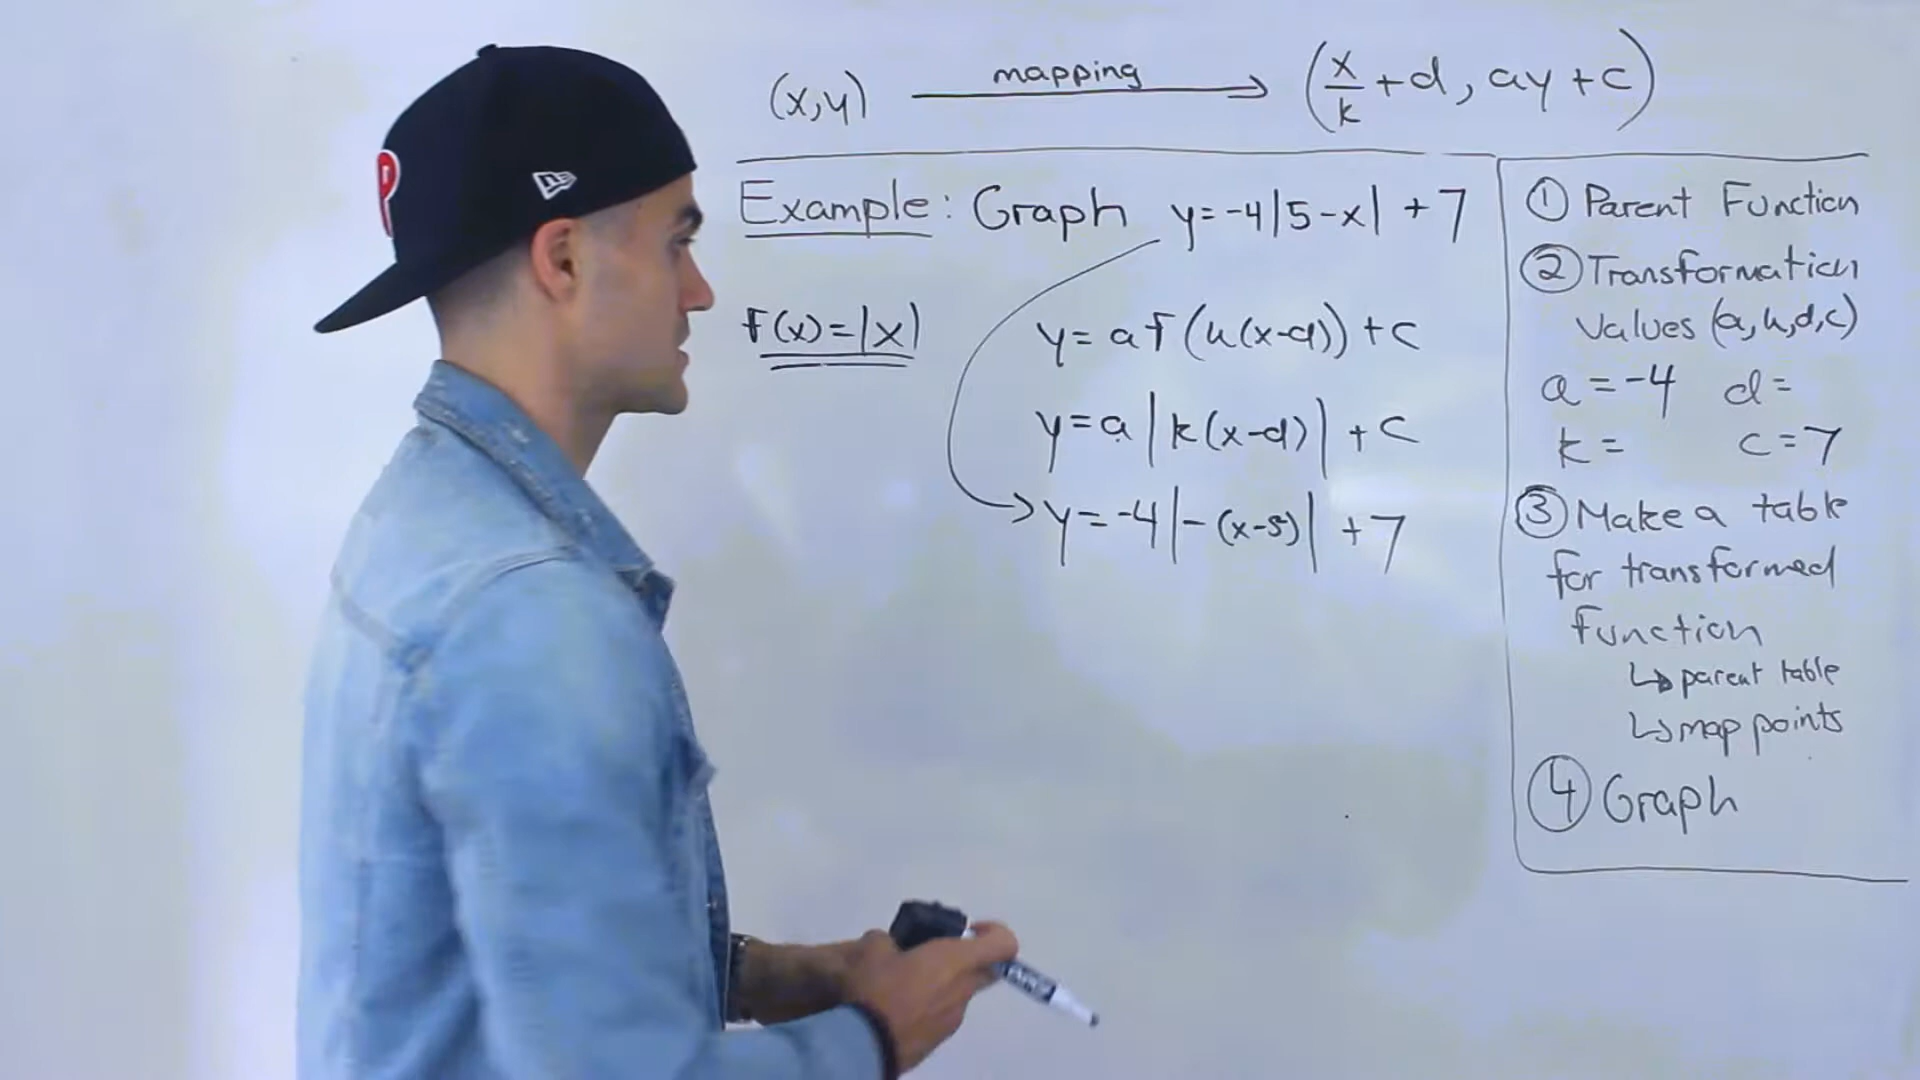 (x,y) mapping → (x/k + d, ay + c)
Example: Graph y = -4|5-x| + 7
f(x) = |x|
y = af(k(x-d)) + c
y = a|k(x-d)| + c
y = -4|-(x-5)| + 7
① Parent Function
② Transformation
Values (a,k,d,c)
a = -4 d =
k = c = 7
③ Make a table
for transformed
function
↳ parent table
↳ map points
④ Graph
P